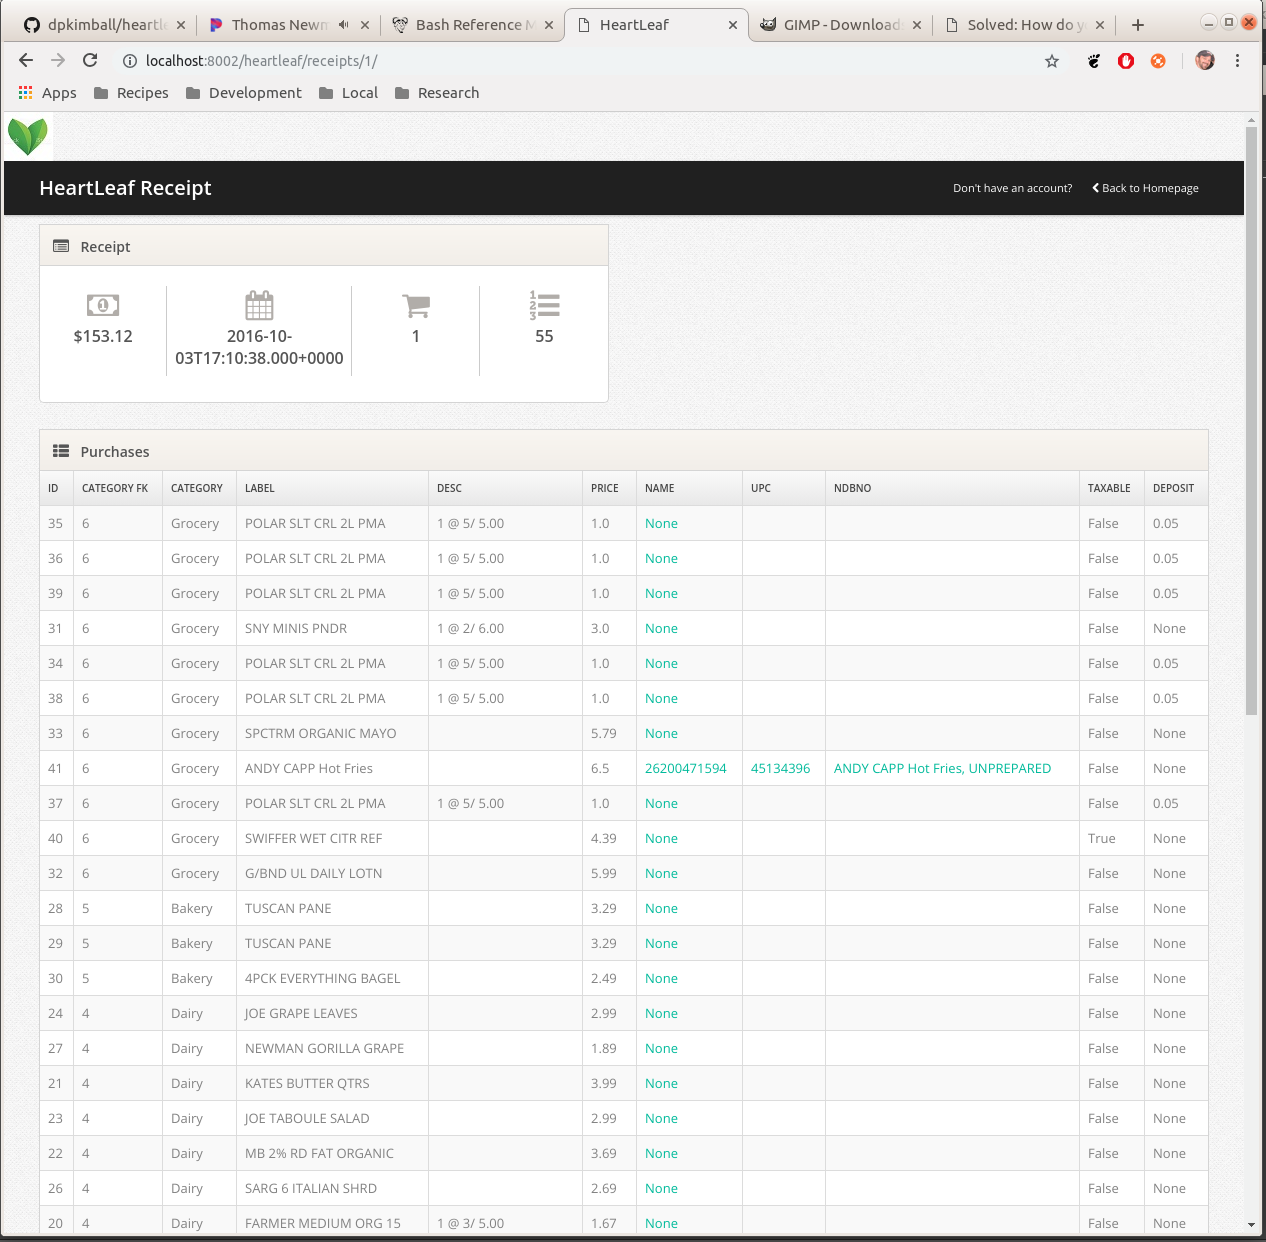 dpkimball/heartle
Thomas Newm
Bash Reference M
HeartLeaf
GIMP - Downloads
Solved: How do y
localhost:8002/heartleaf/receipts/1/
Apps Recipes Development Local Research
HeartLeaf Receipt Don't have an account? Back to Homepage
Receipt
1
1
2
3
$153.12 2016-10-03T17:10:38.000+0000 1 55
Purchases
ID CATEGORY FK CATEGORY LABEL DESC PRICE NAME UPC NDBNO TAXABLE DEPOSIT
35 6 Grocery POLAR SLT CRL 2L PMA 1 @ 5/ 5.00 1.0 None False 0.05
36 6 Grocery POLAR SLT CRL 2L PMA 1 @ 5/ 5.00 1.0 None False 0.05
39 6 Grocery POLAR SLT CRL 2L PMA 1 @ 5/ 5.00 1.0 None False 0.05
31 6 Grocery SNY MINIS PNDR 1 @ 2/ 6.00 3.0 None False None
34 6 Grocery POLAR SLT CRL 2L PMA 1 @ 5/ 5.00 1.0 None False 0.05
38 6 Grocery POLAR SLT CRL 2L PMA 1 @ 5/ 5.00 1.0 None False 0.05
33 6 Grocery SPCTRM ORGANIC MAYO 5.79 None False None
41 6 Grocery ANDY CAPP Hot Fries 6.5 26200471594 45134396 ANDY CAPP Hot Fries, UNPREPARED False None
37 6 Grocery POLAR SLT CRL 2L PMA 1 @ 5/ 5.00 1.0 None False 0.05
40 6 Grocery SWIFFER WET CITR REF 4.39 None True None
32 6 Grocery G/BND UL DAILY LOTN 5.99 None False None
28 5 Bakery TUSCAN PANE 3.29 None False None
29 5 Bakery TUSCAN PANE 3.29 None False None
30 5 Bakery 4PCK EVERYTHING BAGEL 2.49 None False None
24 4 Dairy JOE GRAPE LEAVES 2.99 None False None
27 4 Dairy NEWMAN GORILLA GRAPE 1.89 None False None
21 4 Dairy KATES BUTTER QTRS 3.99 None False None
23 4 Dairy JOE TABOULE SALAD 2.99 None False None
22 4 Dairy MB 2% RD FAT ORGANIC 3.69 None False None
26 4 Dairy SARG 6 ITALIAN SHRD 2.69 None False None
20 4 Dairy FARMER MEDIUM ORG 15 1 @ 3/ 5.00 1.67 None False None